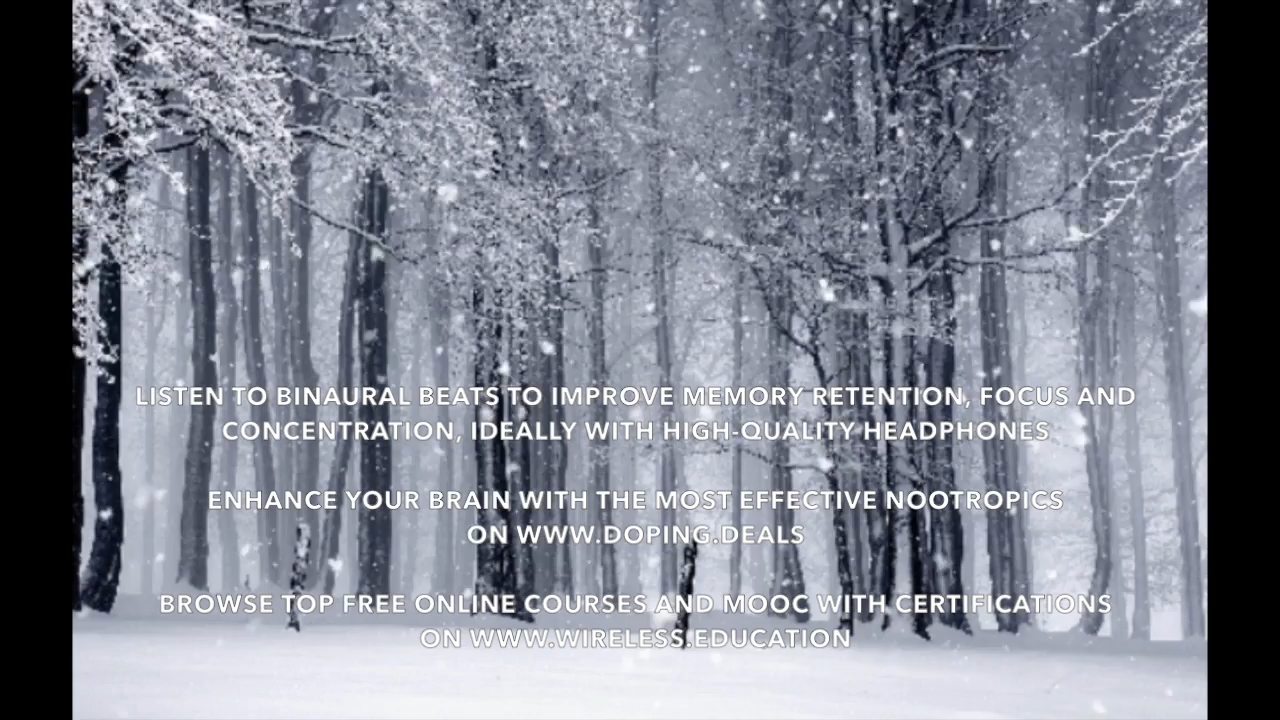 LISTEN TO BINAURAL BEATS TO IMPROVE MEMORY RETENTION, FOCUS AND
CONCENTRATION, IDEALLY WITH HIGH-QUALITY HEADPHONES
ENHANCE YOUR BRAIN WITH THE MOST EFFECTIVE NOOTROPICS
ON WWW.DOPING.DEALS
BROWSE TOP FREE ONLINE COURSES AND MOOC WITH CERTIFICATIONS
ON WWW.WIRELESS.EDUCATION